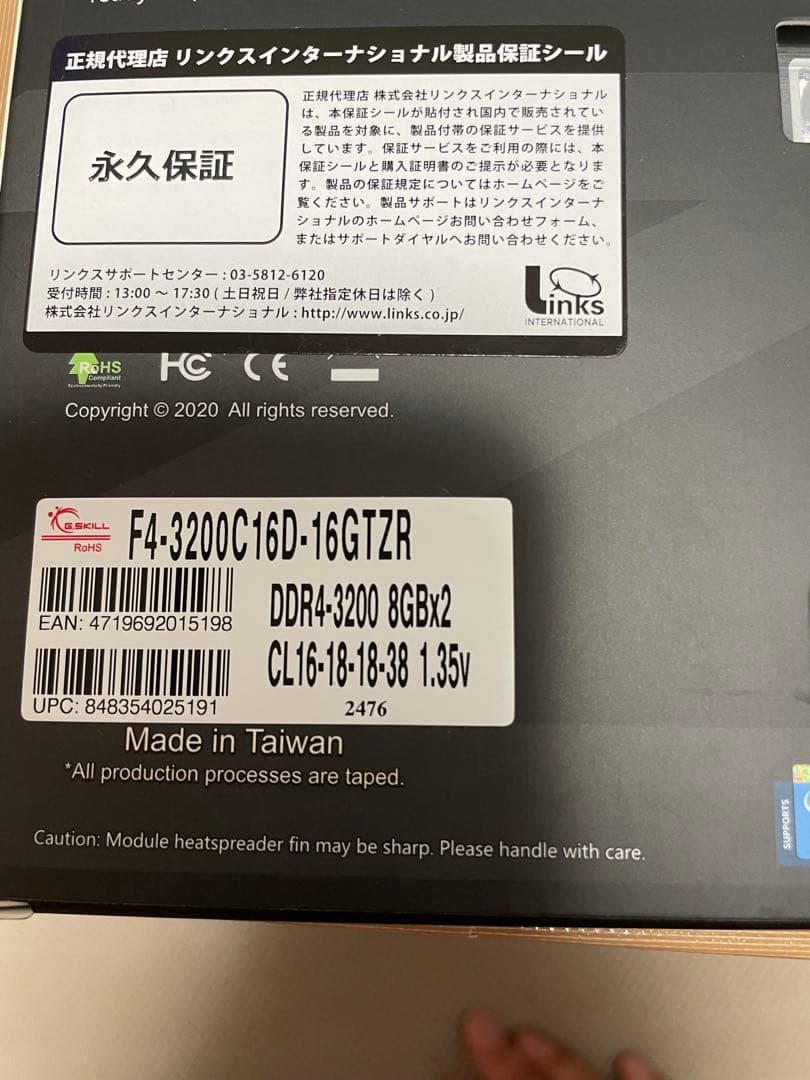 正規代理店 リンクスインターナショナル製品保証シール
永久保証
正規代理店 株式会社リンクスインターナショナル
は、本保証シールが貼付され国内で販売されてい
る製品を対象に、製品付帯の保証サービスを提供
しています。保証サービスをご利用の際には、本
保証シールと購入証明書のご提示が必要となりま
す。製品の保証規定についてはホームページをご
覧ください。製品サポートはリンクスインターナ
ショナルのホームページお問い合わせフォーム、
またはサポートダイヤルへお問い合わせください。
リンクスサポートセンター : 03-5812-6120
受付時間 : 13:00 ～ 17:30 ( 土日祝日 / 弊社指定休日は除く )
株式会社リンクスインターナショナル : http://www.links.co.jp/
Links
INTERNATIONAL
RoHS
Compliant
Environmentally Friendly
FC CE
Copyright © 2020 All rights reserved.
G.SKILL
RoHS
F4-3200C16D-16GTZR
EAN: 4719692015198
DDR4-3200 8GBx2
CL16-18-18-38 1.35v
UPC: 848354025191
2476
Made in Taiwan
*All production processes are taped.
Caution: Module heatspreader fin may be sharp. Please handle with care.
SUPPORTS